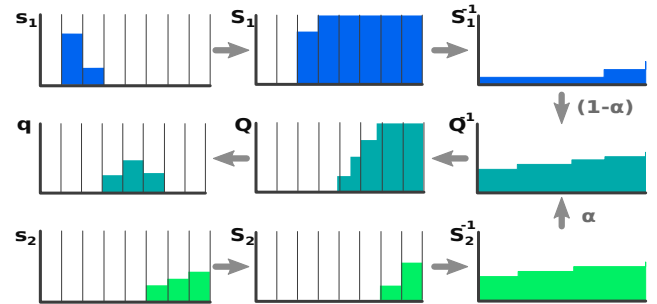 s₁ S₁ S₁⁻¹
(1-α)
q Q Q⁻¹
α
s₂ S₂ S₂⁻¹